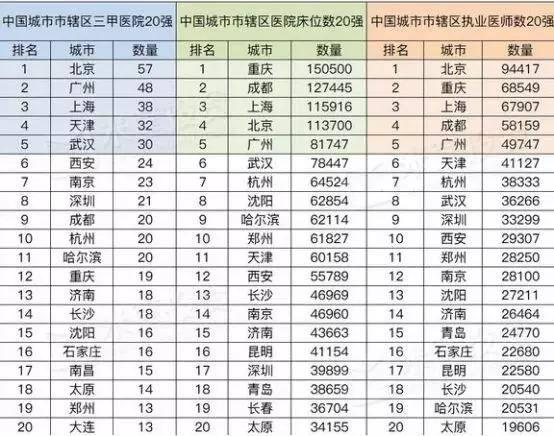 中国城市市辖区三甲医院20强 中国城市市辖区医院床位数20强 中国城市市辖区执业医师数20强
排名 城市 数量 排名 城市 数量 排名 城市 数量
1 北京 57 1 重庆 150500 1 北京 94417
2 广州 48 2 成都 127445 2 重庆 68549
3 上海 38 3 上海 115916 3 上海 67907
4 天津 32 4 北京 113700 4 成都 58159
5 武汉 30 5 广州 81747 5 广州 49747
6 西安 24 6 武汉 78447 6 天津 41127
7 南京 23 7 杭州 64524 7 杭州 38333
8 深圳 21 8 沈阳 62854 8 武汉 36266
9 成都 20 9 哈尔滨 62114 9 深圳 33299
10 杭州 20 10 郑州 61827 10 西安 29307
11 哈尔滨 20 11 天津 60158 11 郑州 28250
12 重庆 19 12 西安 55789 12 南京 28100
13 济南 18 13 长沙 46969 13 沈阳 27211
14 长沙 18 14 南京 46960 14 济南 26464
15 沈阳 16 15 济南 43663 15 青岛 24770
16 石家庄 16 16 昆明 41154 16 石家庄 22680
17 南昌 15 17 深圳 39899 17 昆明 22580
18 太原 14 18 青岛 38659 18 长沙 20540
19 郑州 13 19 长春 36704 19 哈尔滨 20531
20 大连 13 20 太原 34155 20 太原 19606